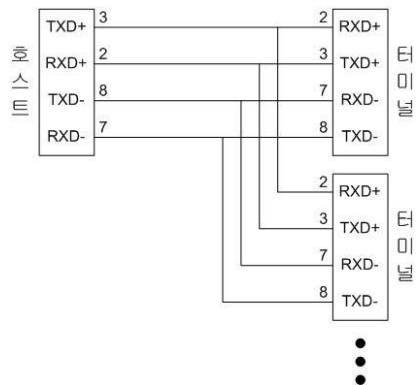 호스트
TXD+ 3
RXD+ 2
TXD- 8
RXD- 7
2 RXD+
3 TXD+
7 RXD-
8 TXD-
터미널
2 RXD+
3 TXD+
7 RXD-
8 TXD-
터미널